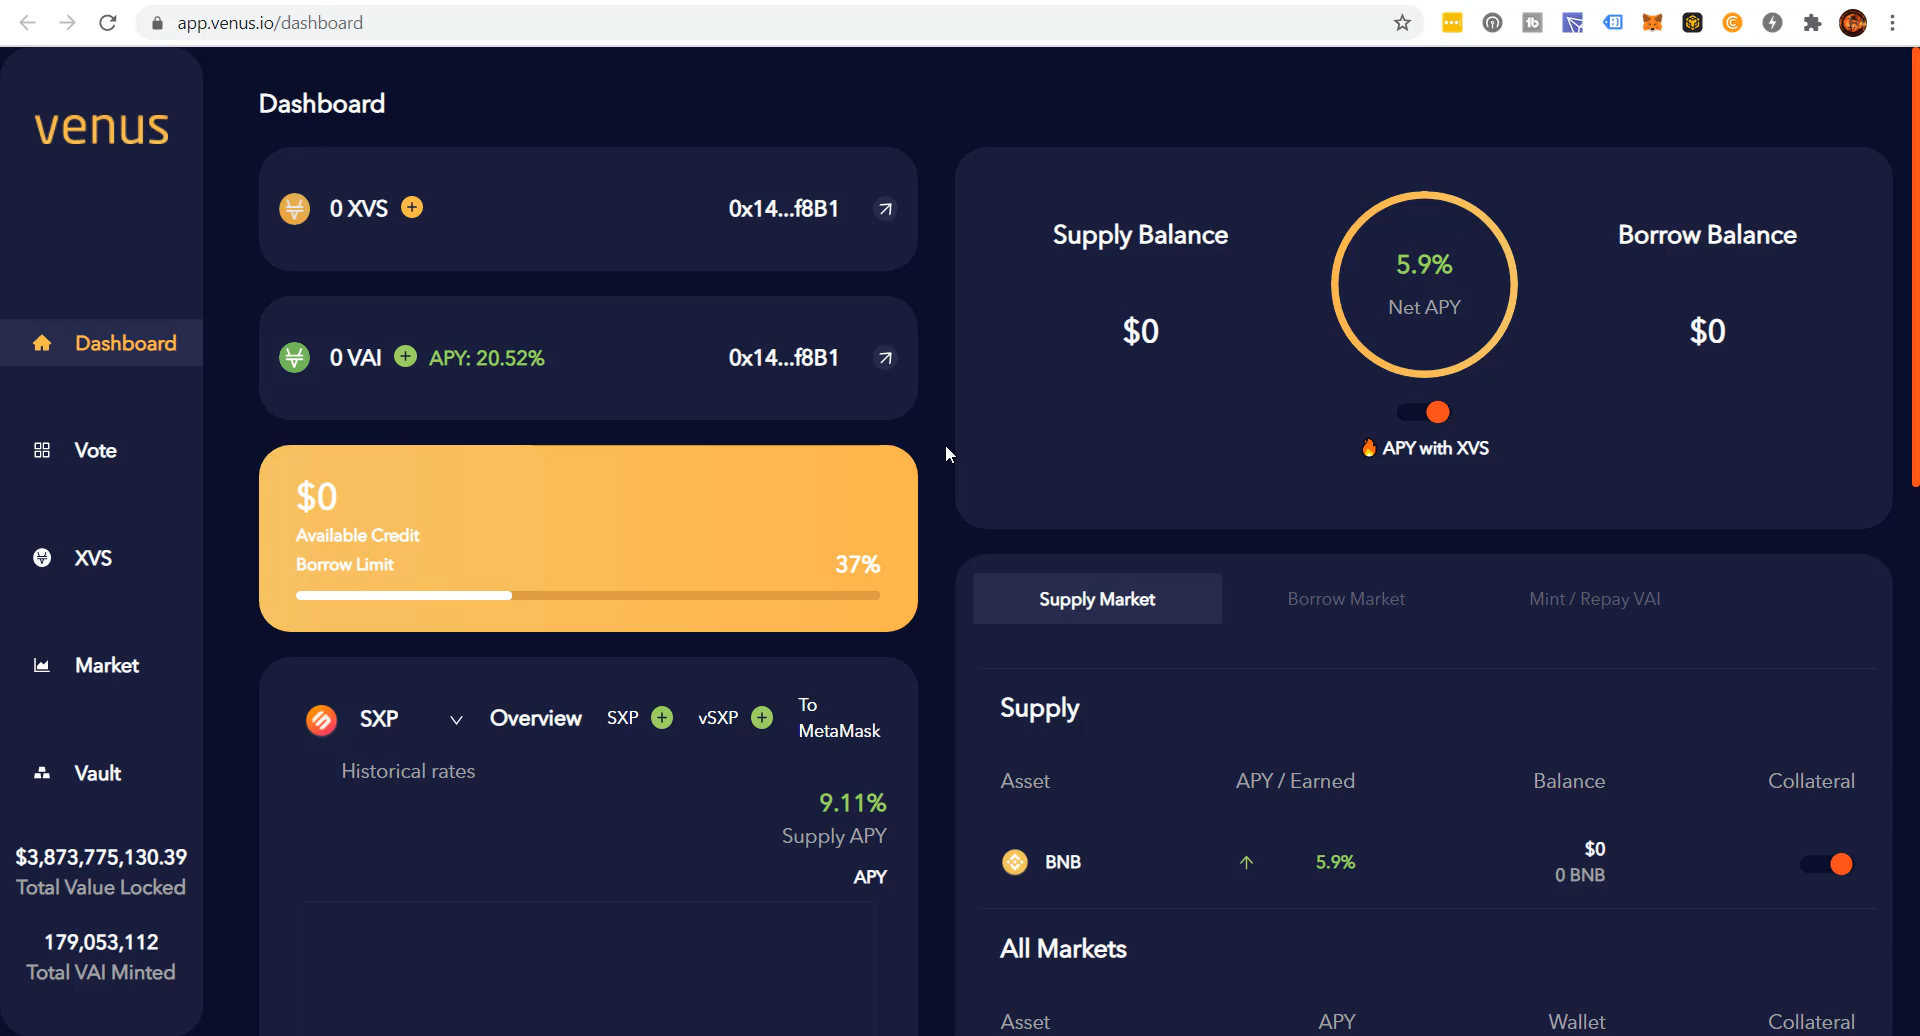 app.venus.io/dashboard
venus
Dashboard
Vote
XVS
Market
Vault
$3,873,775,130.39
Total Value Locked
179,053,112
Total VAI Minted
Dashboard
0 XVS
0x14...f8B1
0 VAI
APY: 20.52%
0x14...f8B1
$0
Available Credit
Borrow Limit
37%
SXP
Overview
SXP
vSXP
To
MetaMask
Historical rates
9.11%
Supply APY
APY
Supply Balance
$0
5.9%
Net APY
Borrow Balance
$0
APY with XVS
Supply Market
Borrow Market
Mint / Repay VAI
Supply
Asset
APY / Earned
Balance
Collateral
BNB
5.9%
$0
0 BNB
All Markets
Asset
APY
Wallet
Collateral